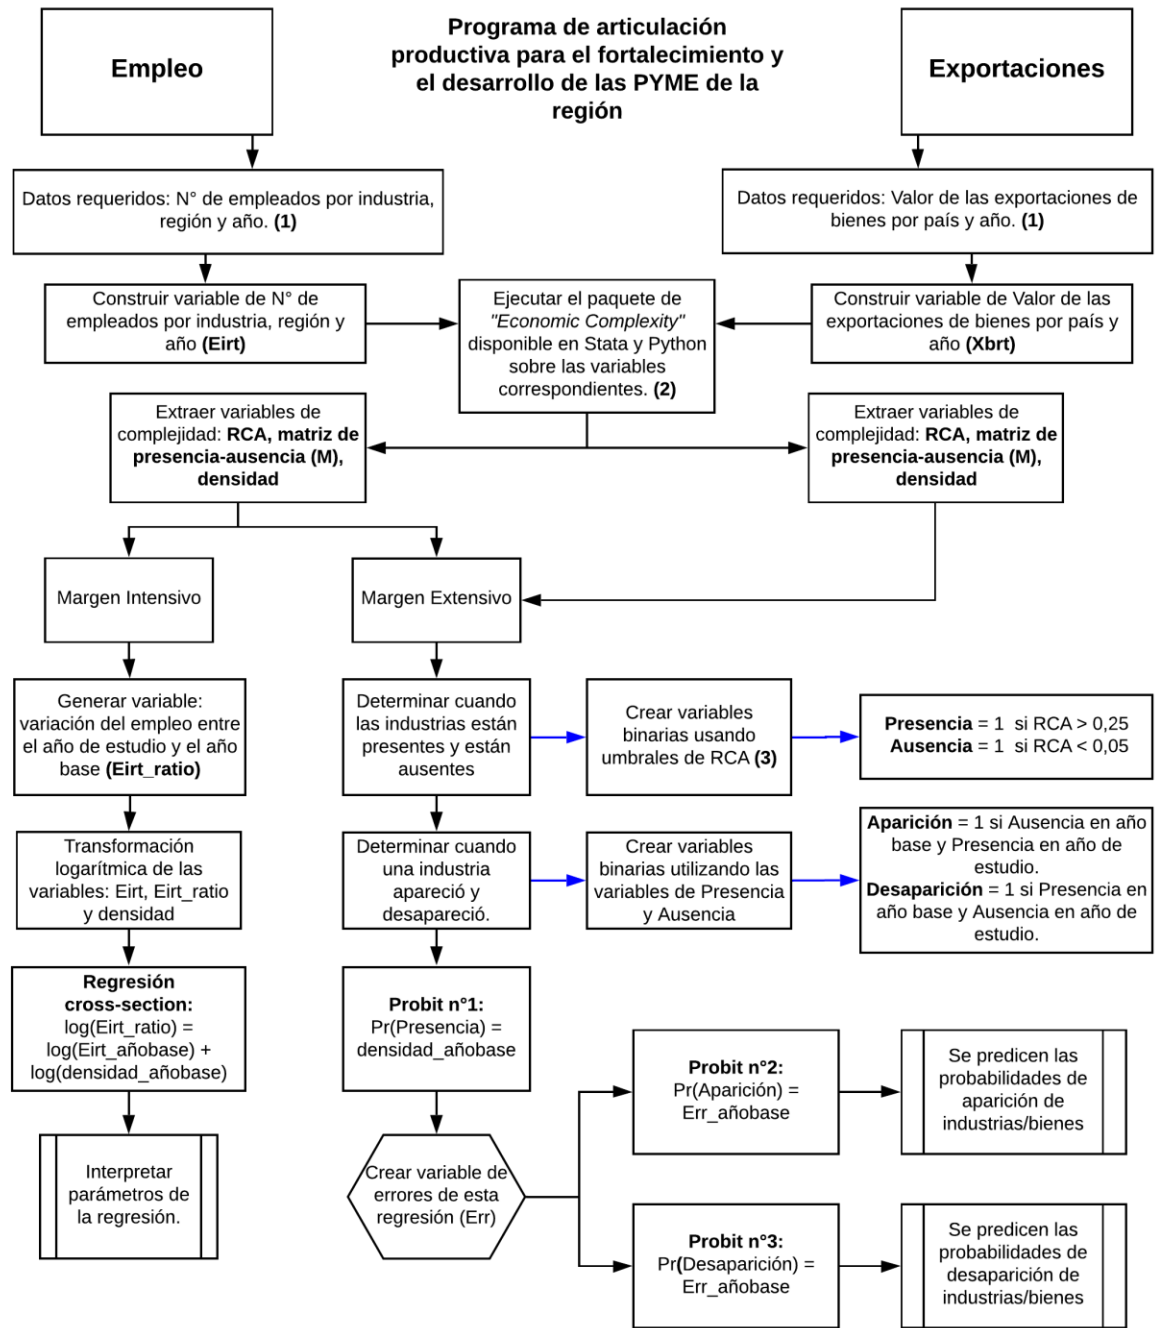 Empleo
Programa de articulación
productiva para el fortalecimiento y
el desarrollo de las PYME de la
región
Exportaciones
Datos requeridos: N° de empleados por industria,
región y año. (1)
Datos requeridos: Valor de las exportaciones de
bienes por país y año. (1)
Construir variable de N° de
empleados por industria, región y
año (Eirt)
Ejecutar el paquete de
"Economic Complexity"
disponible en Stata y Python
sobre las variables
correspondientes. (2)
Construir variable de Valor de las
exportaciones de bienes por país y
año (Xbrt)
Extraer variables de
complejidad: RCA, matriz de
presencia-ausencia (M),
densidad
Extraer variables de
complejidad: RCA, matriz de
presencia-ausencia (M),
densidad
Margen Intensivo
Margen Extensivo
Generar variable:
variación del empleo entre
el año de estudio y el año
base (Eirt_ratio)
Determinar cuando
las industrias están
presentes y están
ausentes
Crear variables
binarias usando
umbrales de RCA (3)
Presencia = 1 si RCA > 0,25
Ausencia = 1 si RCA < 0,05
Transformación
logarítmica de las
variables: Eirt, Eirt_ratio
y densidad
Determinar cuando
una industria
apareció y
desapareció.
Crear variables
binarias utilizando las
variables de Presencia
y Ausencia
Aparición = 1 si Ausencia en año
base y Presencia en año de
estudio.
Desaparición = 1 si Presencia en
año base y Ausencia en año de
estudio.
Regresión
cross-section:
log(Eirt_ratio) =
log(Eirt_añobase) +
log(densidad_añobase)
Probit n°1:
Pr(Presencia) =
densidad_añobase
Probit n°2:
Pr(Aparición) =
Err_añobase
Se predicen las
probabilidades de
aparición de
industrias/bienes
Interpretar
parámetros de
la regresión.
Crear variable de
errores de esta
regresión (Err)
Probit n°3:
Pr(Desaparición) =
Err_añobase
Se predicen las
probabilidades de
desaparición de
industrias/bienes